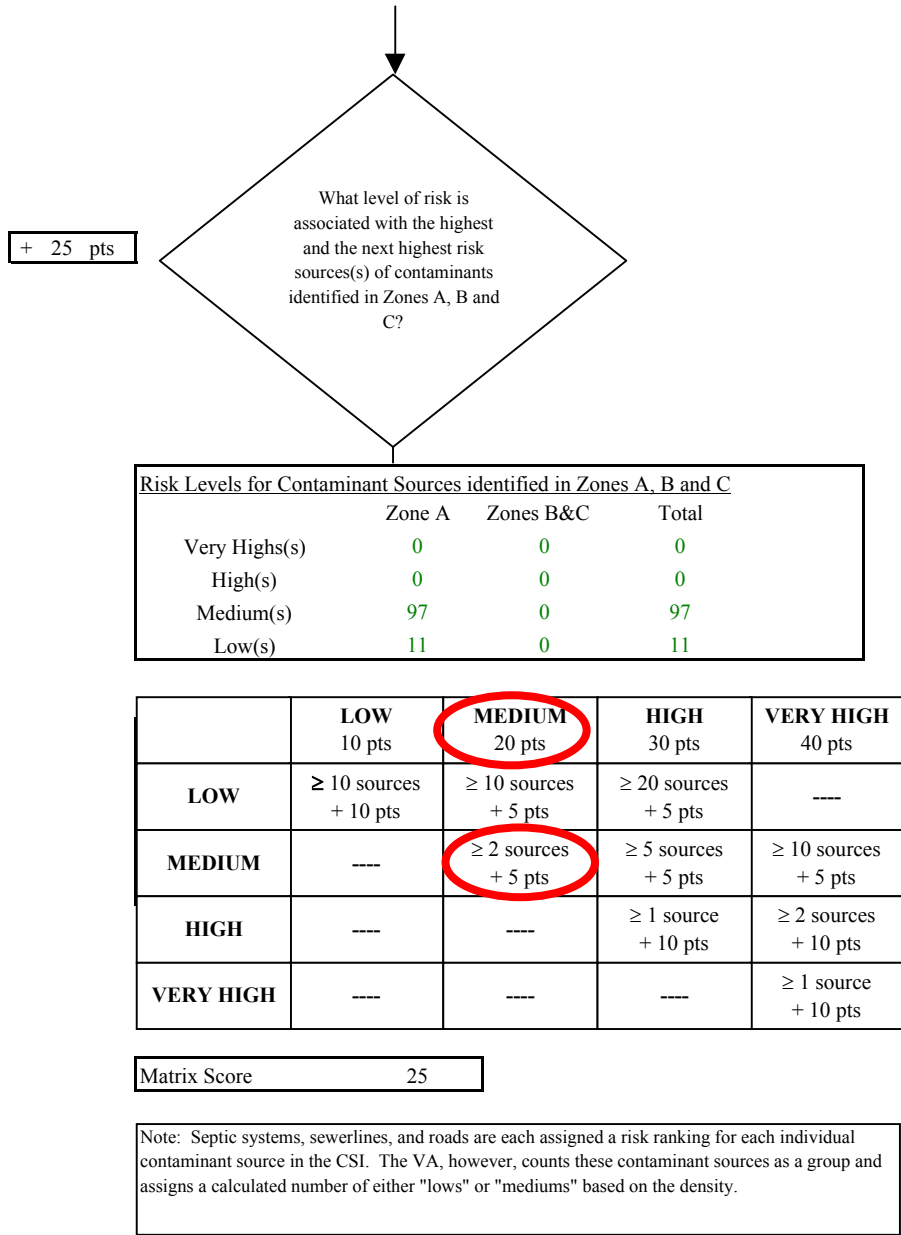 What level of risk is
associated with the highest
and the next highest risk
sources(s) of contaminants
identified in Zones A, B and
C?
+ 25 pts
Risk Levels for Contaminant Sources identified in Zones A, B and C
Zone A Zones B&C Total
Very Highs(s) 0 0 0
High(s) 0 0 0
Medium(s) 97 0 97
Low(s) 11 0 11
LOW MEDIUM HIGH VERY HIGH
10 pts 20 pts 30 pts 40 pts
LOW ≥ 10 sources ≥ 10 sources ≥ 20 sources ----
+ 10 pts + 5 pts + 5 pts
MEDIUM ---- ≥ 2 sources ≥ 5 sources ≥ 10 sources
+ 5 pts + 5 pts + 5 pts
HIGH ---- ---- ≥ 1 source ≥ 2 sources
+ 10 pts + 10 pts
VERY HIGH ---- ---- ---- ≥ 1 source
+ 10 pts
Matrix Score 25
Note: Septic systems, sewerlines, and roads are each assigned a risk ranking for each individual
contaminant source in the CSI. The VA, however, counts these contaminant sources as a group and
assigns a calculated number of either "lows" or "mediums" based on the density.